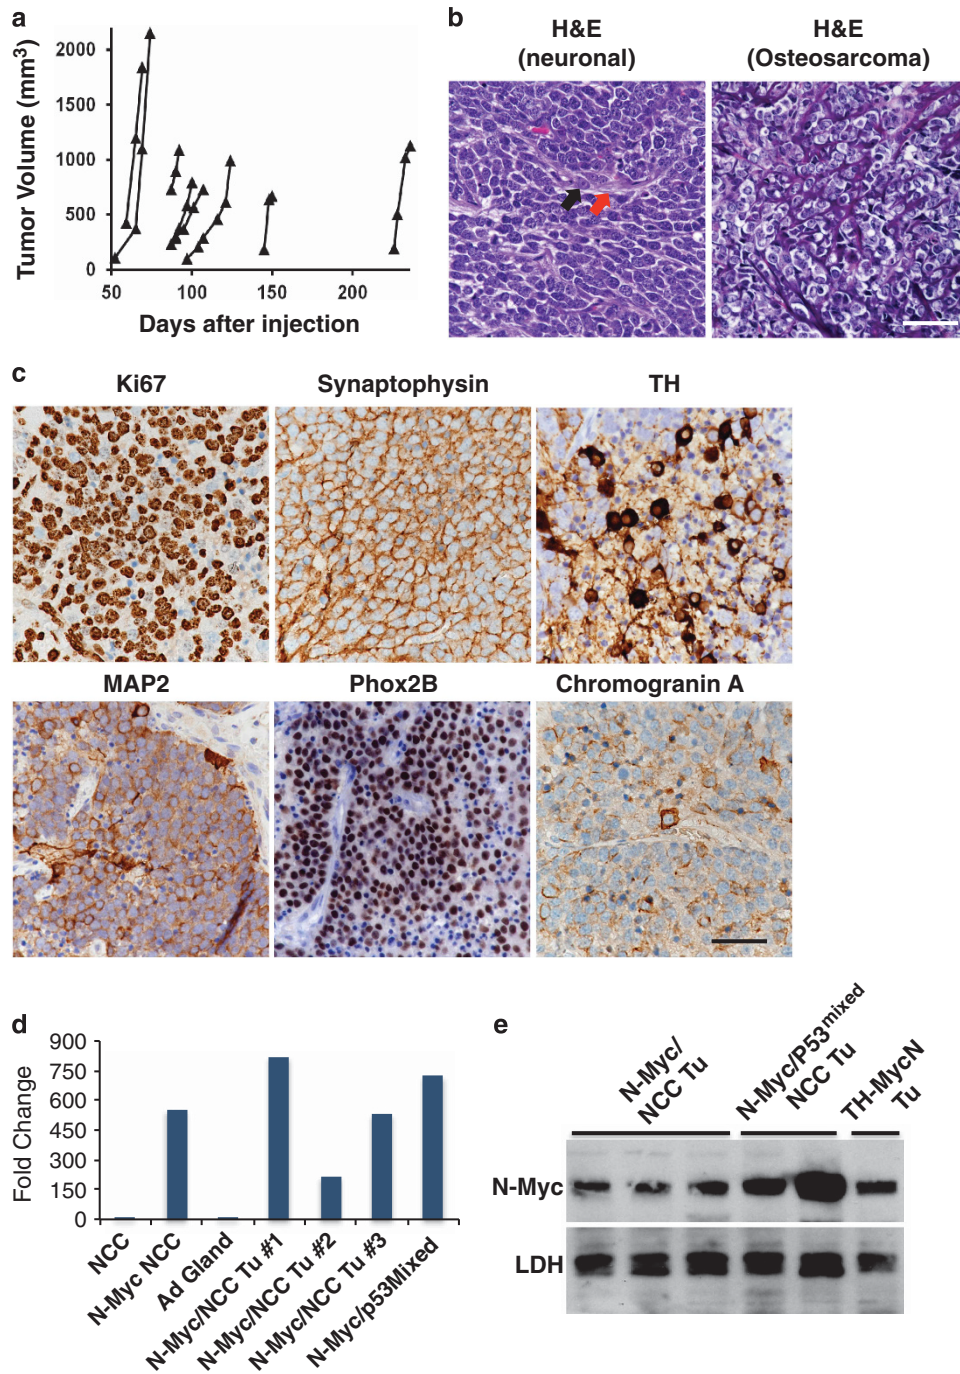 a
Tumor Volume (mm³)
2000
1500
1000
500
0
50
100
150
200
Days after injection
b
H&E
(neuronal)
H&E
(Osteosarcoma)
c
Ki67
Synaptophysin
TH
MAP2
Phox2B
Chromogranin A
d
Fold Change
900
750
600
450
300
150
0
NCC
N-Myc NCC
Ad Gland
N-Myc/NCC Tu #1
N-Myc/NCC Tu #2
N-Myc/NCC Tu #3
N-Myc/p53Mixed
e
N-Myc/
NCC Tu
N-Myc/P53mixed
NCC Tu
TH-MycN
Tu
N-Myc
LDH